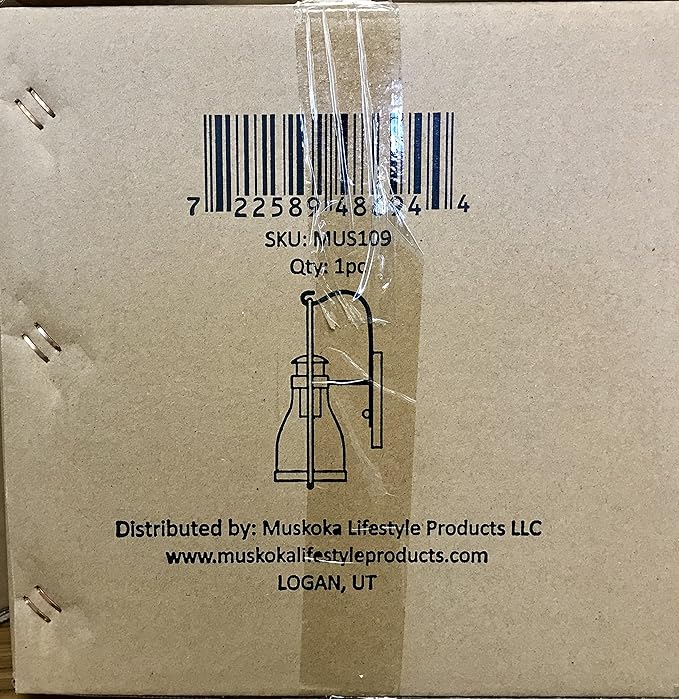 7 22589 4
SKU: MUS109
Qty: 1pc
Distributed by: Muskoka Lifestyle Products LLC
www.muskokalifestyleproducts.com
LOGAN, UT